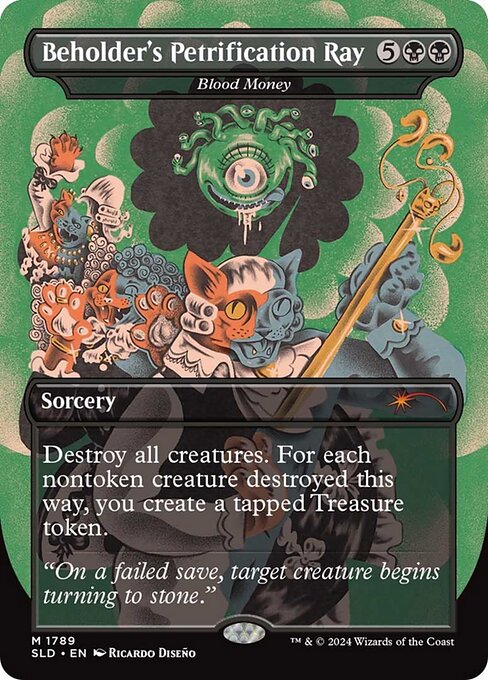 Beholder's Petrification Ray 5
Blood Money
Sorcery
Destroy all creatures. For each
nontoken creature destroyed this
way, you create a tapped Treasure
token.
“On a failed save, target creature begins
turning to stone.”
M 1789
SLD • EN Ricardo Diseño
™ & © 2024 Wizards of the Coast